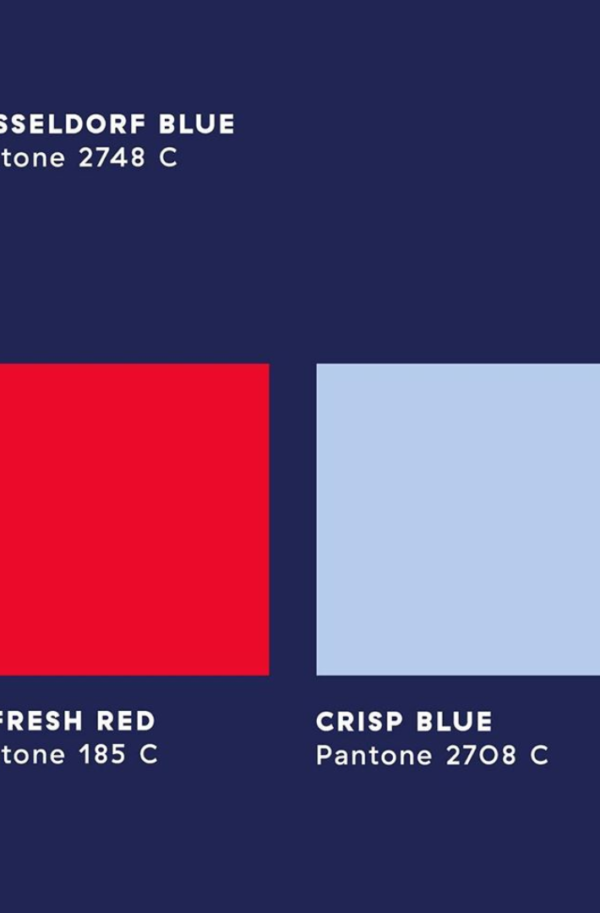 SSELDORF BLUE
tone 2748 C
FRESH RED
tone 185 C
CRISP BLUE
Pantone 2708 C